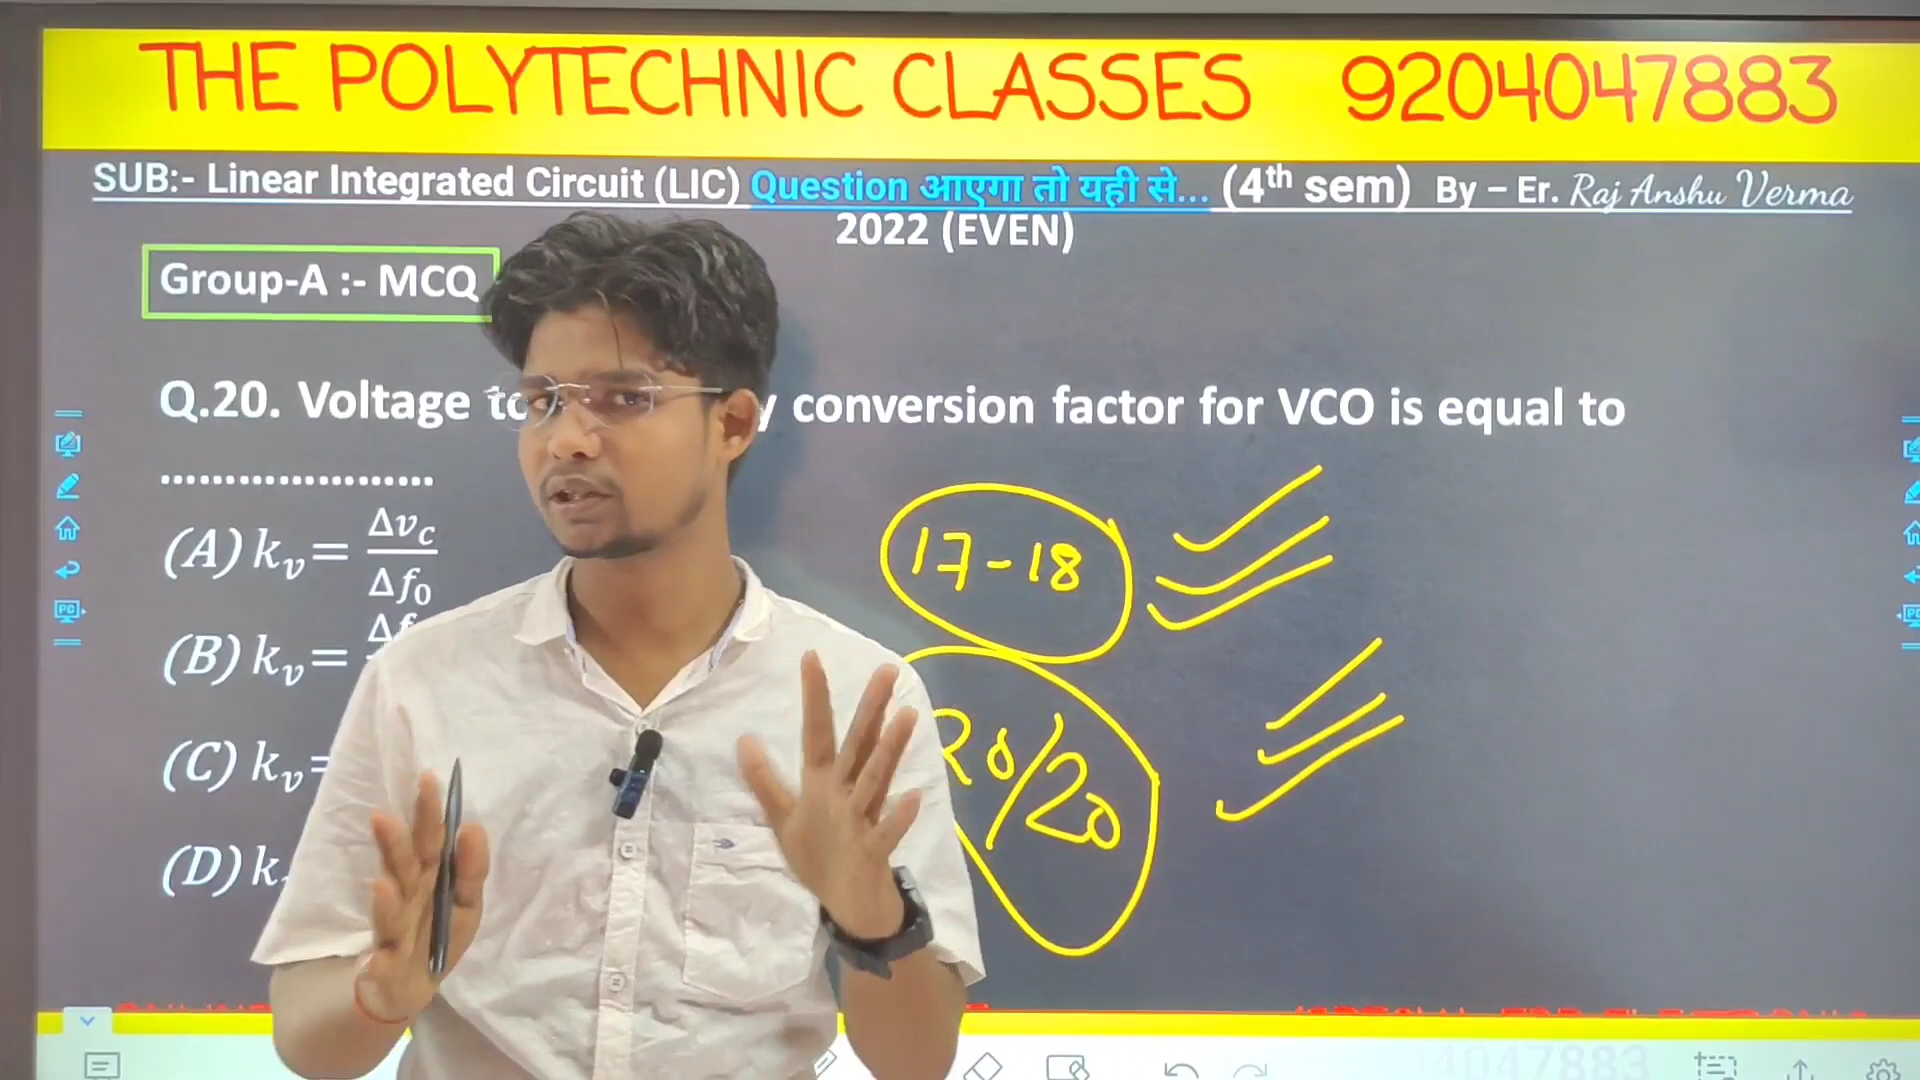 THE POLYTECHNIC CLASSES 9204047883
SUB:- Linear Integrated Circuit (LIC) Question आएगा तो यही से... (4th sem) By – Er. Raj Anshu Verma
2022 (EVEN)
Group-A :- MCQ
Q.20. Voltage to y conversion factor for VCO is equal to
.....................
(A) kv = Δvc / Δf0
(B) kv = Δf
(C) kv =
(D) k
17-18
20/20
4047883